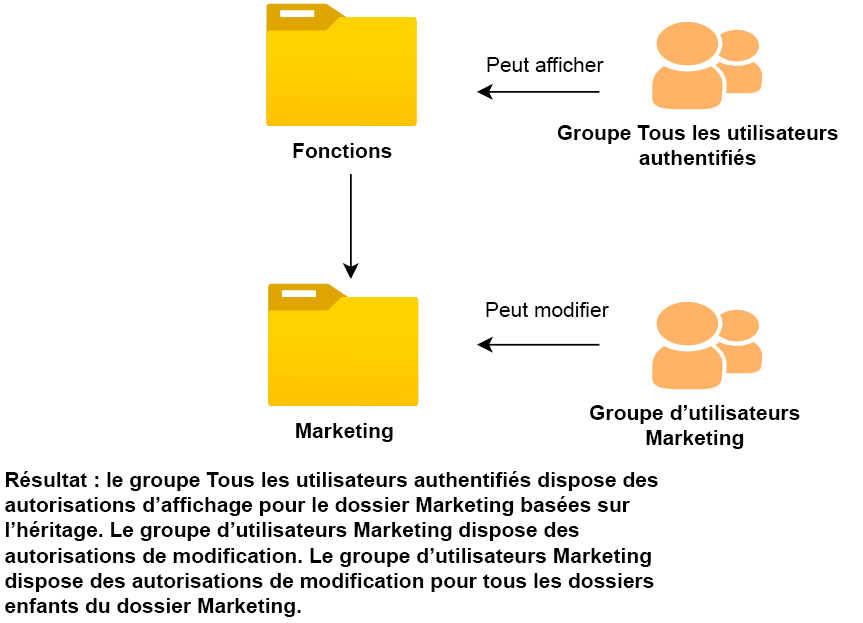 Peut afficher
Groupe Tous les utilisateurs
authentifiés
Fonctions
Peut modifier
Groupe d’utilisateurs
Marketing
Marketing
Résultat : le groupe Tous les utilisateurs authentifiés dispose des
autorisations d’affichage pour le dossier Marketing basées sur
l’héritage. Le groupe d’utilisateurs Marketing dispose des
autorisations de modification. Le groupe d’utilisateurs Marketing
dispose des autorisations de modification pour tous les dossiers
enfants du dossier Marketing.